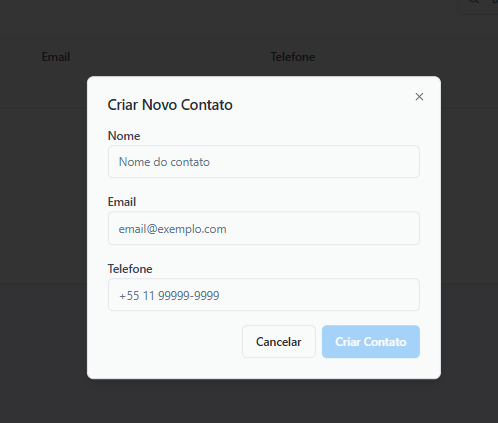 Email Telefone
Criar Novo Contato
Nome
Nome do contato
Email
email@exemplo.com
Telefone
+55 11 99999-9999
Cancelar Criar Contato